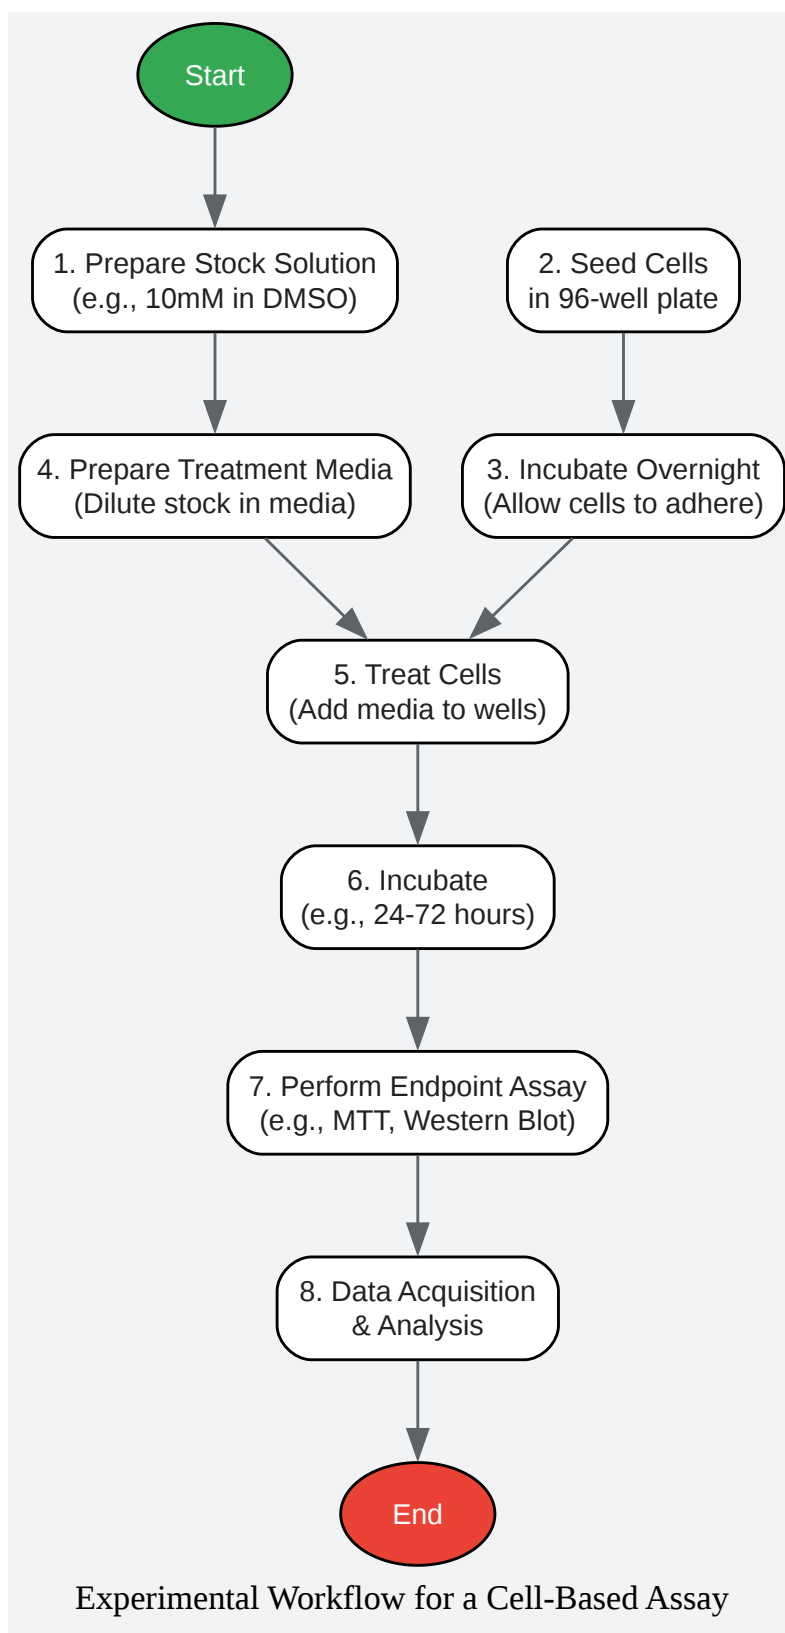 Start
1. Prepare Stock Solution
(e.g., 10mM in DMSO)
2. Seed Cells
in 96-well plate
4. Prepare Treatment Media
(Dilute stock in media)
3. Incubate Overnight
(Allow cells to adhere)
5. Treat Cells
(Add media to wells)
6. Incubate
(e.g., 24-72 hours)
7. Perform Endpoint Assay
(e.g., MTT, Western Blot)
8. Data Acquisition
& Analysis
End
Experimental Workflow for a Cell-Based Assay